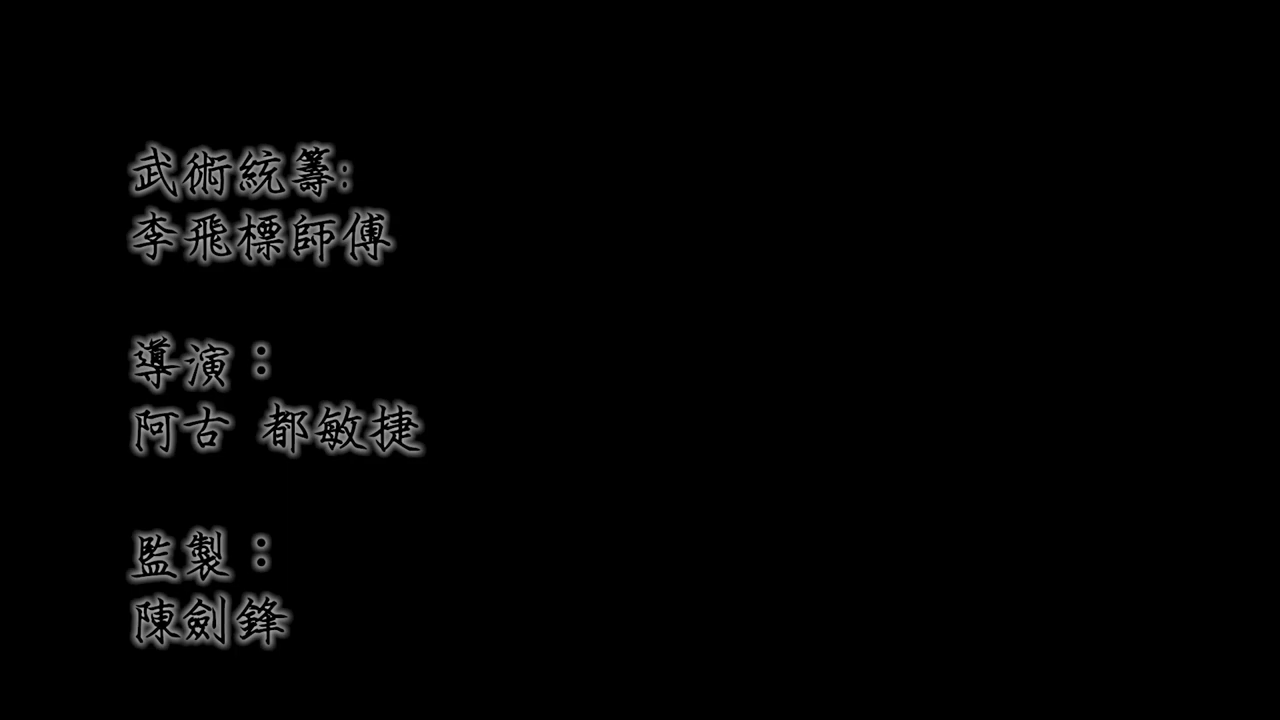 武術統籌:
李飛標師傅
導演：
阿古 都敏捷
監製：
陳劍鋒